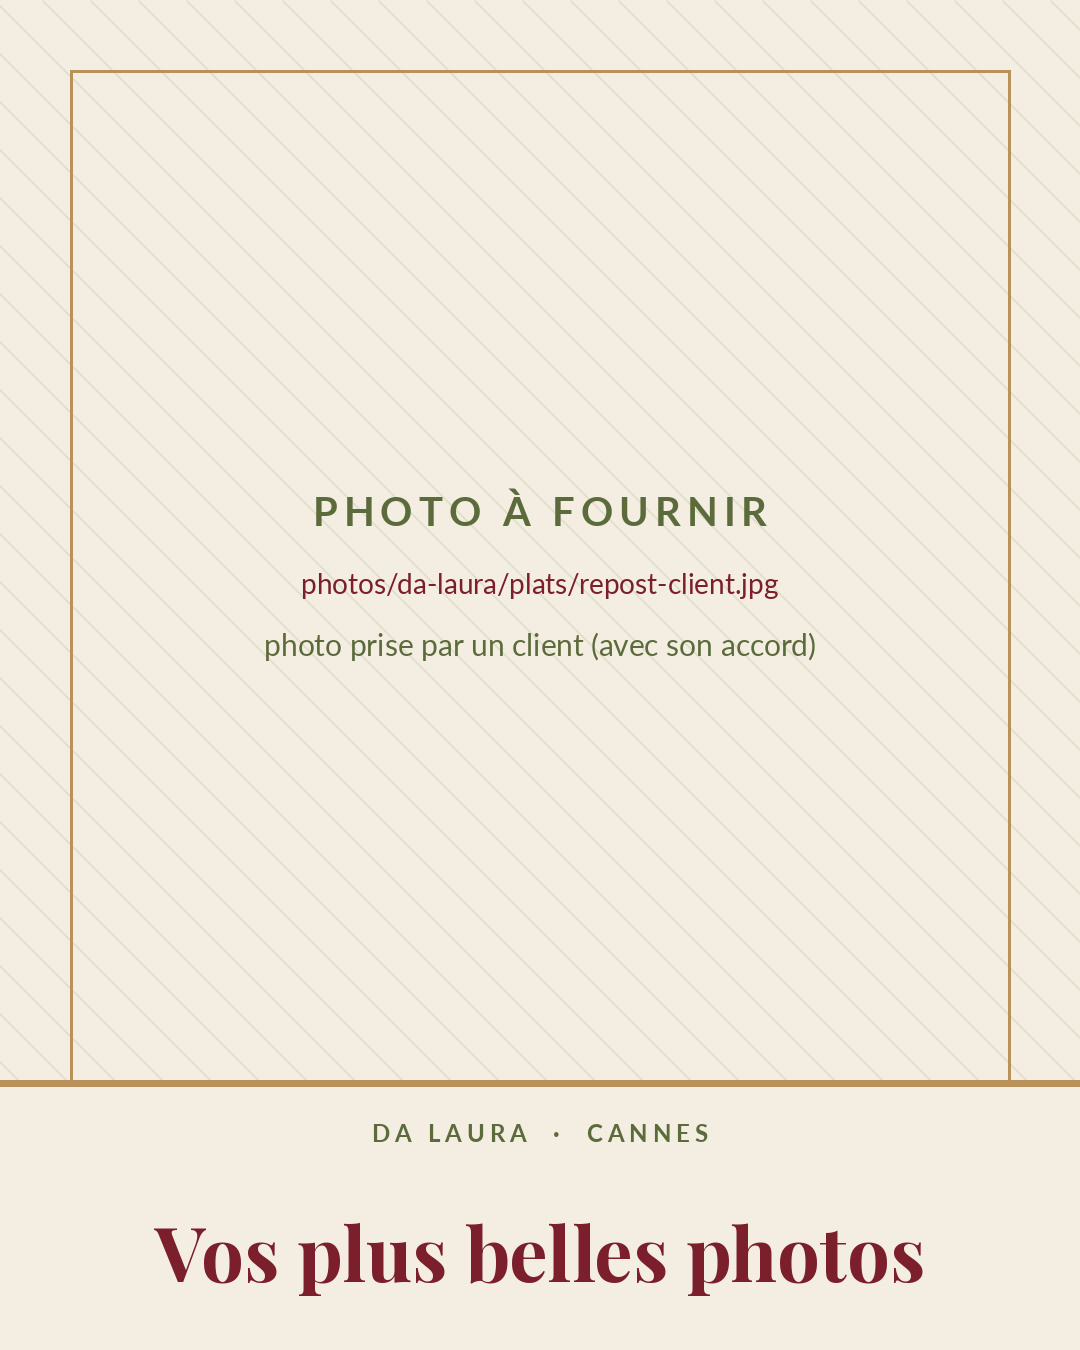 PHOTO À FOURNIR
photos/da-laura/plats/repost-client.jpg
photo prise par un client (avec son accord)
DA LAURA · CANNES
Vos plus belles photos